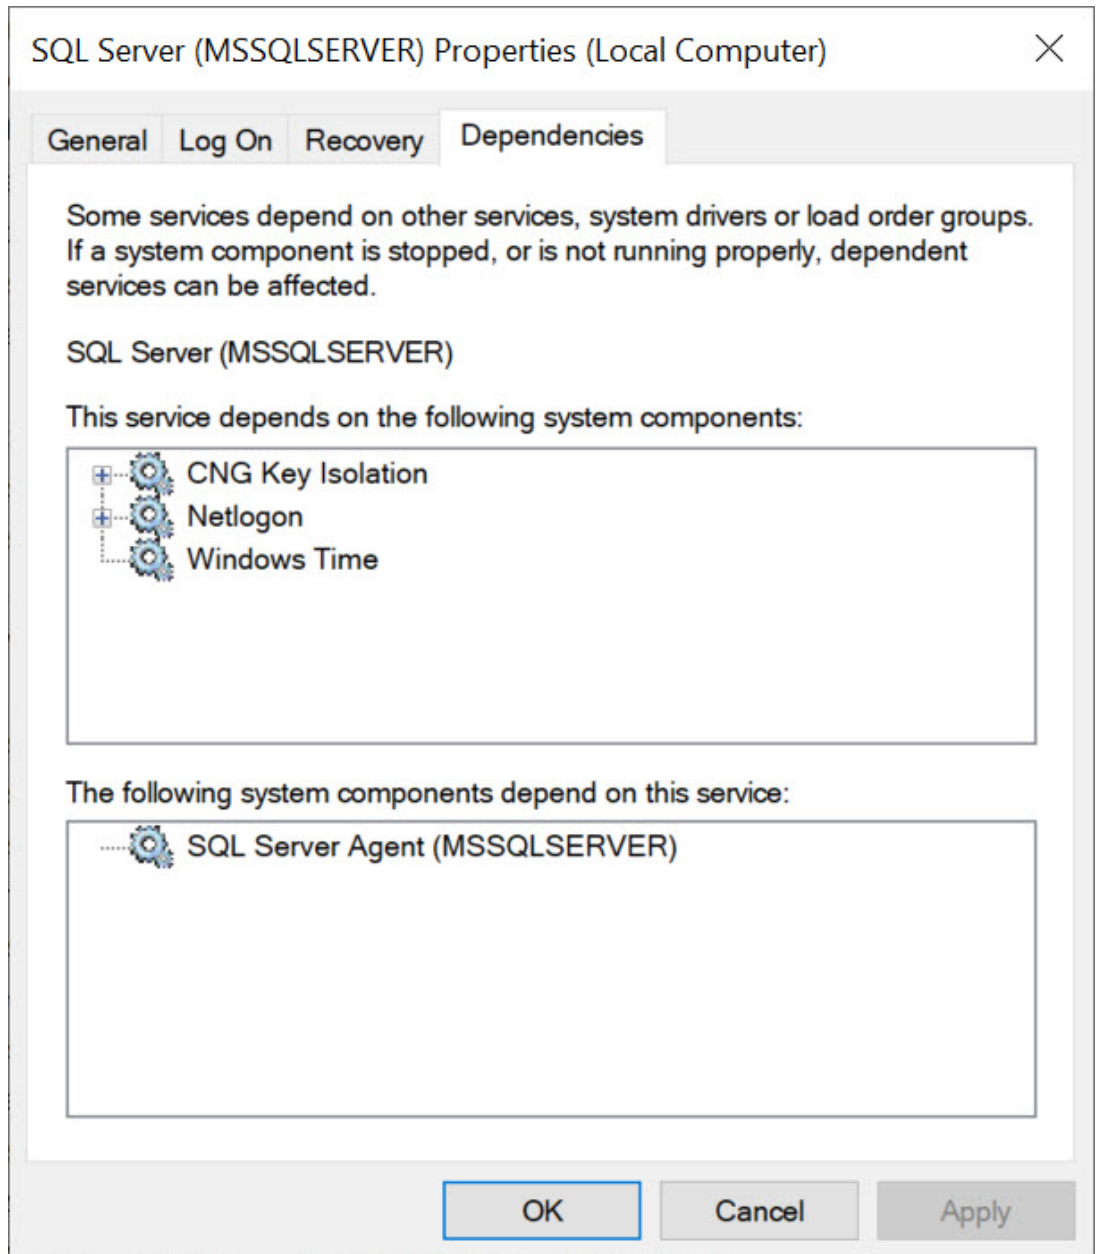 SQL Server (MSSQLSERVER) Properties (Local Computer)
General Log On Recovery Dependencies
Some services depend on other services, system drivers or load order groups.
If a system component is stopped, or is not running properly, dependent
services can be affected.
SQL Server (MSSQLSERVER)
This service depends on the following system components:
CNG Key Isolation
Netlogon
Windows Time
The following system components depend on this service:
SQL Server Agent (MSSQLSERVER)
OK Cancel Apply